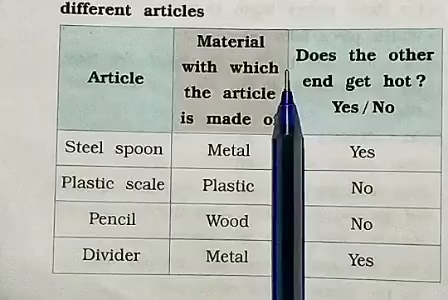 different articles
Article
Material
with which
the article
is made
Does the other
end get hot?
Yes / No
Steel spoon Metal Yes
Plastic scale Plastic No
Pencil Wood No
Divider Metal Yes